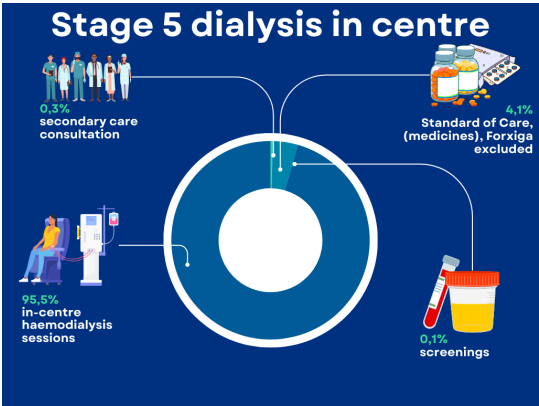 Stage 5 dialysis in centre
0,3%
secondary care
consultation
4,1%
Standard of Care,
(medicines), Forxiga
excluded
95,5%
in-centre
haemodialysis
sessions
0,1%
screenings